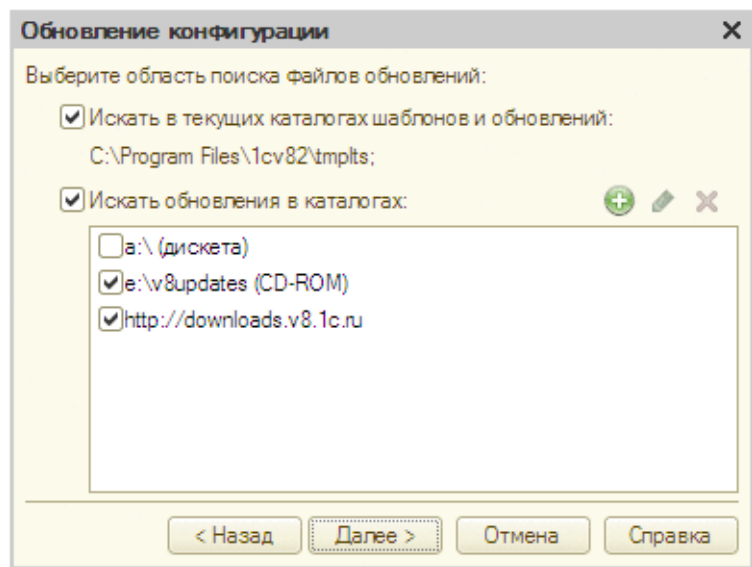 Обновление конфигурации
Выберите область поиска файлов обновлений:
Искать в текущих каталогах шаблонов и обновлений:
C:\Program Files\1cv82\tmplts;
Искать обновления в каталогах:
a:\ (дискета)
e:\v8updates (CD-ROM)
http://downloads.v8.1c.ru
< Назад Далее > Отмена Справка